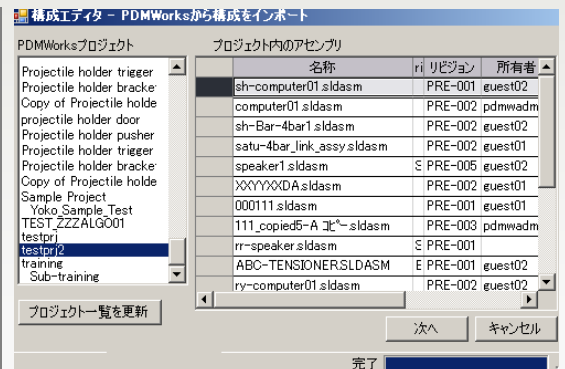 構成エディタ - PDMWorksから構成をインポート
PDMWorksプロジェクト
プロジェクト内のアセンブリ
Projectile holder trigger
Projectile holder bracke
Copy of Projectile holde
projectile holder door
Projectile holder pusher
Projectile holder trigger
Projectile holder bracke
Copy of Projectile holde
Sample Project
Yoko_Sample_Test
TEST_ZZZALGO01
testprj
testprj2
training
Sub-training
プロジェクト一覧を更新
名称 ri リビジョン 所有者
sh-computer01.sldasm PRE-001 guest02
computer01.sldasm PRE-002 pdmwadm
sh-Bar-4bar1.sldasm PRE-002 guest02
satu-4bar_link_assy.sldasm PRE-002 guest01
speaker1.sldasm S PRE-005 guest02
XXYYXXDA.sldasm PRE-002 guest01
000111.sldasm PRE-001 guest01
111_copied5-A コピー.sldasm PRE-003 pdmwadm
rr-speaker.sldasm S PRE-001
ABC-TENSIONER.SLDASM E PRE-001 guest02
ry-computer01.sldasm PRE-002 guest02
次へ キャンセル
完了